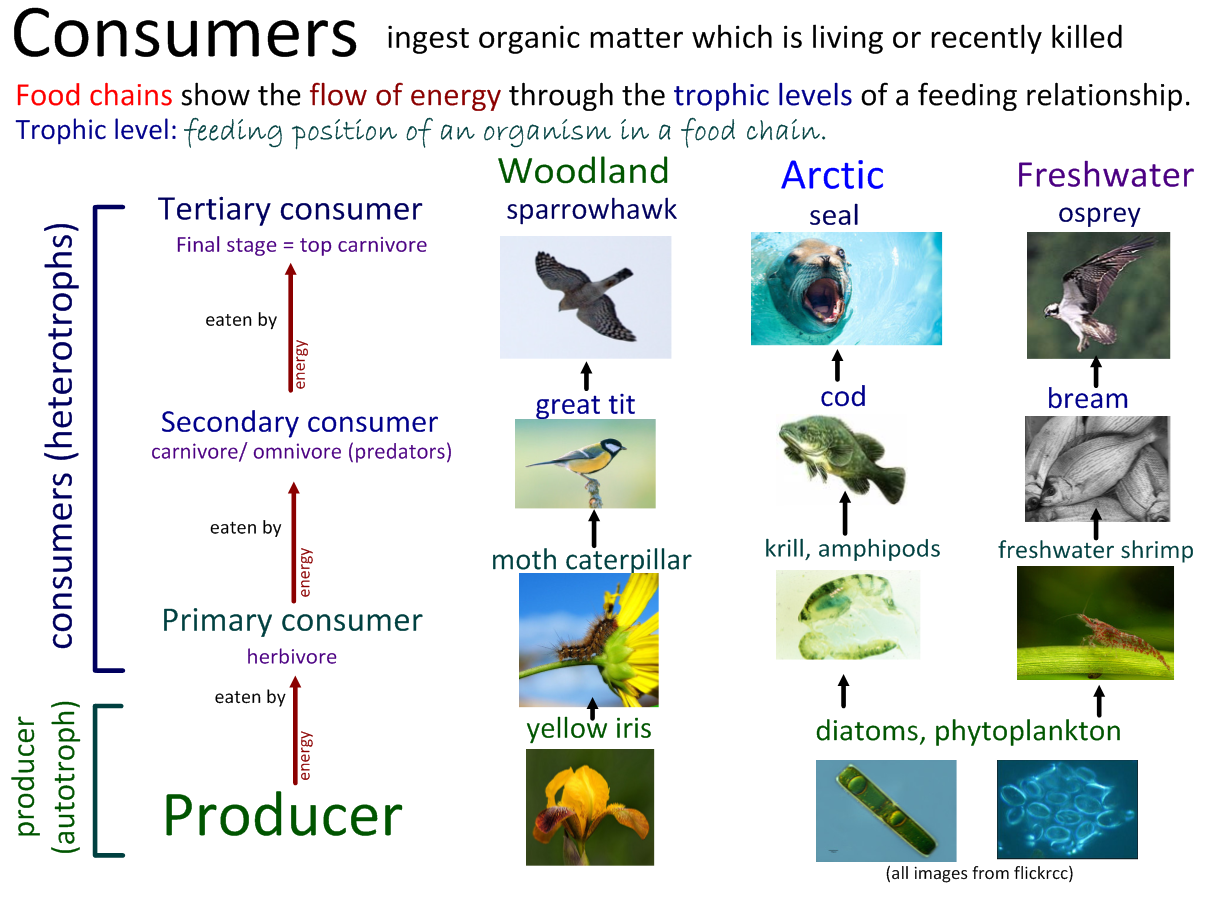 Consumers ingest organic matter which is living or recently killed
Food chains show the flow of energy through the trophic levels of a feeding relationship.
Trophic level: feeding position of an organism in a food chain.
consumers (heterotrophs)
producer
(autotroph)
Tertiary consumer
Final stage = top carnivore
eaten by
energy
Secondary consumer
carnivore/ omnivore (predators)
eaten by
energy
Primary consumer
herbivore
eaten by
energy
Producer
Woodland
sparrowhawk
great tit
moth caterpillar
yellow iris
Arctic
seal
cod
krill, amphipods
Freshwater
osprey
bream
freshwater shrimp
diatoms, phytoplankton
(all images from flickrcc)